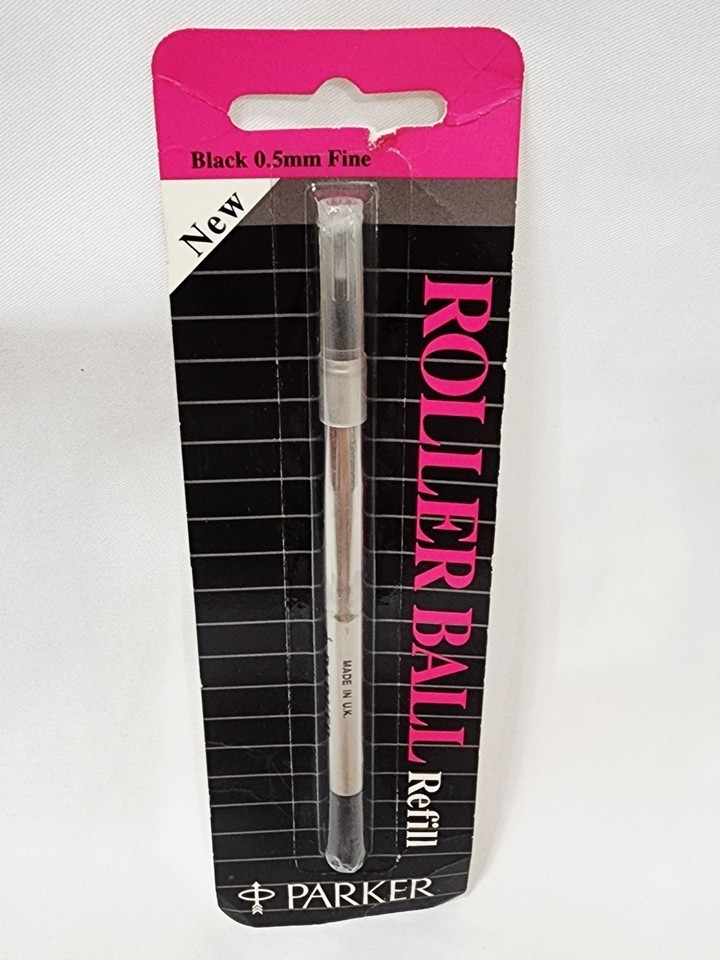 Black 0.5mm Fine
New
ROLLER BALL Refill
MADE IN U.K.
PARKER